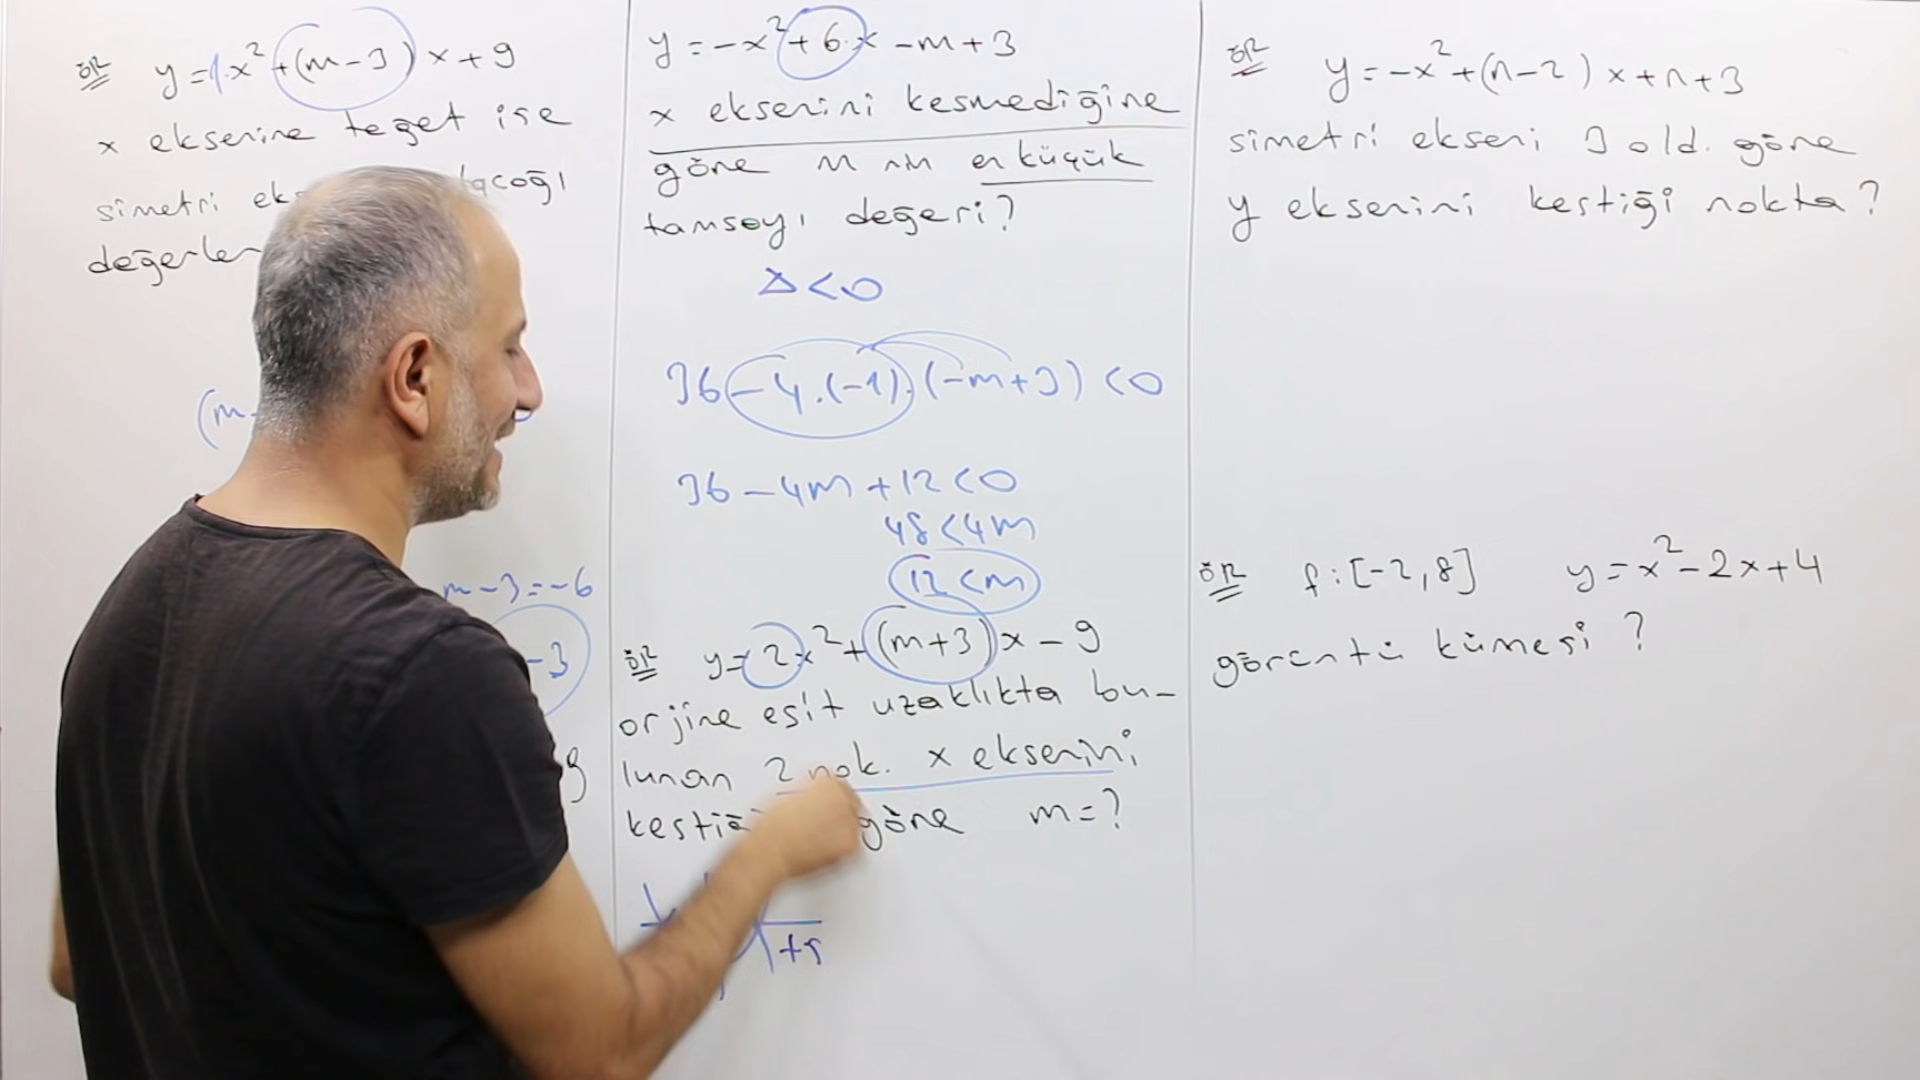 ÖR y = 1.x² + (m-3)x + 9
x eksenine teğet ise
simetri
değerler
(m-
m-3=-6
-3
y = -x² + 6.x - m + 3
x eksenini kesmediğine
göre m nin en küçük
tamsayı değeri?
Δ<0
36-4.(-1).(-m+3)<0
36-4m+12<0
48<4m
12<m
ÖR y = 2x² + (m+3)x - 9
orjine eşit uzaklıkta bu-
lunan 2 nok. x eksenini
göre m=?
+5
ÖR y = -x² + (n-2)x + n + 3
simetri ekseni 3 old. göre
y eksenini kestiği nokta?
ÖR f:[-2,8] y = x² - 2x + 4
görüntü kümesi?